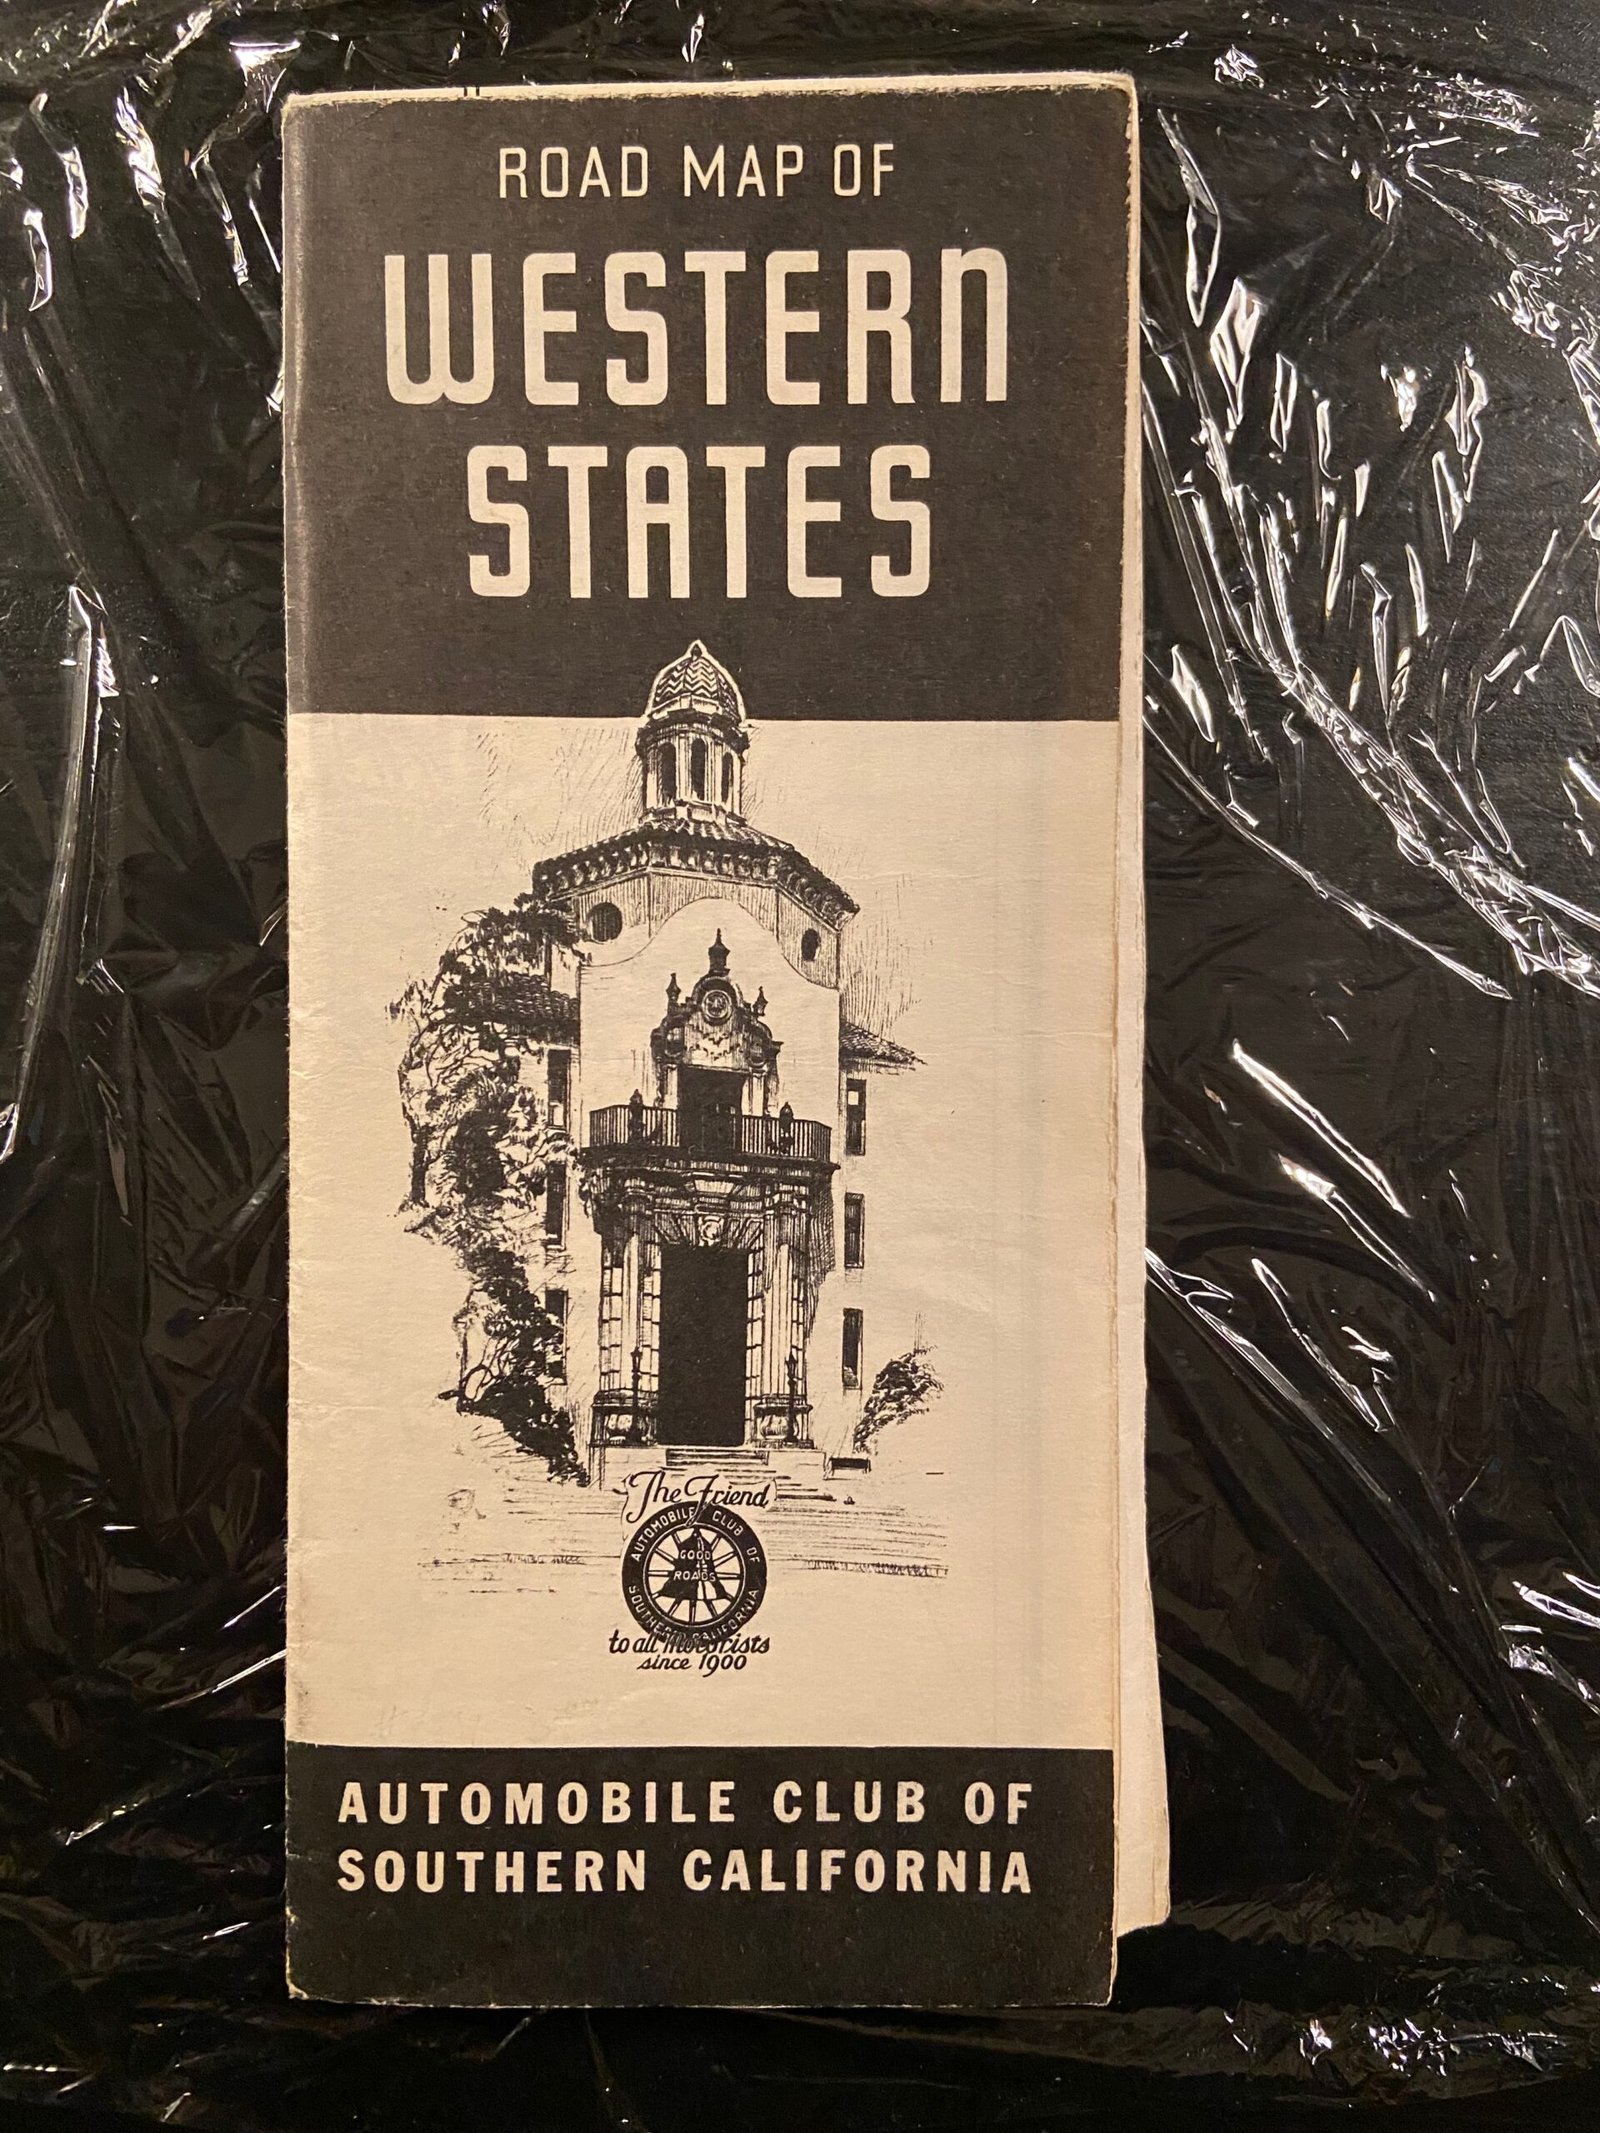 ROAD MAP OF
WESTERN
STATES
The Friend
AUTOMOBILE CLUB OF SOUTHERN CALIFORNIA
GOOD
ROADS
to all Motorists
since 1900
AUTOMOBILE CLUB OF
SOUTHERN CALIFORNIA